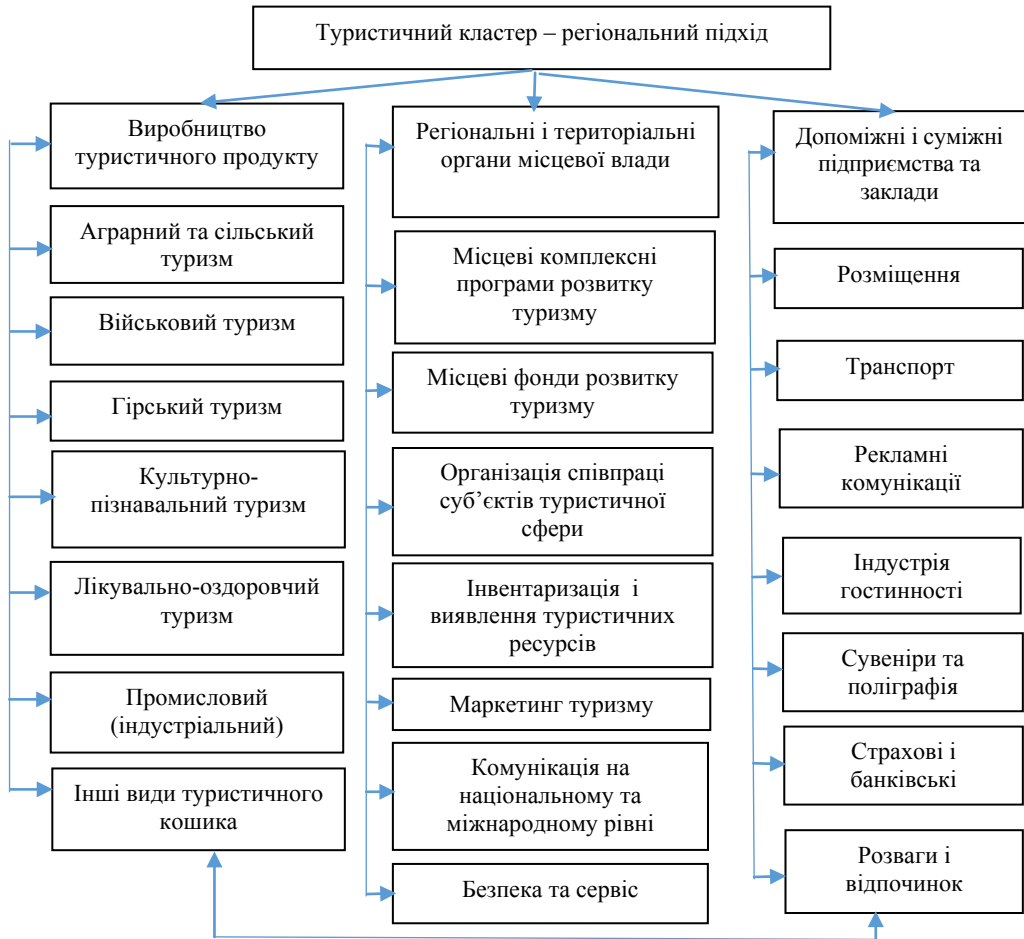 Туристичний кластер – регіональний підхід
Виробництво
туристичного продукту
Аграрний та сільський
туризм
Військовий туризм
Гірський туризм
Культурно-
пізнавальний туризм
Лікувально-оздоровчий
туризм
Промисловий
(індустріальний)
Інші види туристичного
кошика
Регіональні і територіальні
органи місцевої влади
Місцеві комплексні
програми розвитку
туризму
Місцеві фонди розвитку
туризму
Організація співпраці
суб’єктів туристичної
сфери
Інвентаризація і
виявлення туристичних
ресурсів
Маркетинг туризму
Комунікація на
національному та
міжнародному рівні
Безпека та сервіс
Допоміжні і суміжні
підприємства та
заклади
Розміщення
Транспорт
Рекламні
комунікації
Індустрія
гостинності
Сувеніри та
поліграфія
Страхові і
банківські
Розваги і
відпочинок